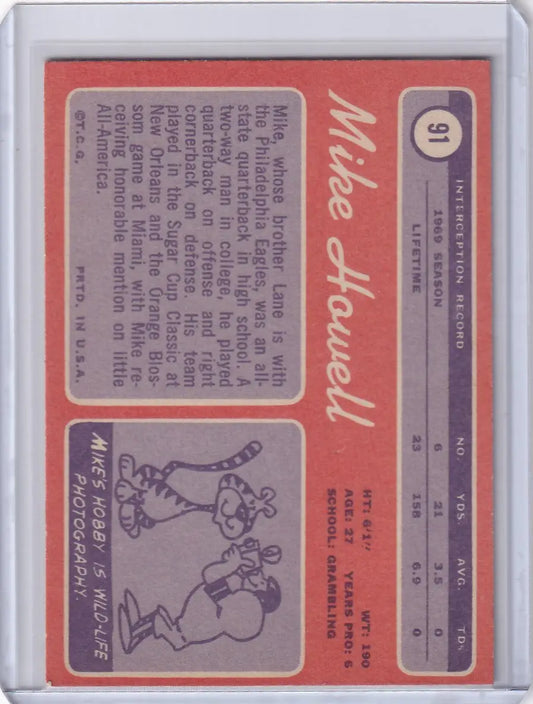 91
INTERCEPTION RECORD NO. YDS. AVG. TDs
1969 SEASON 6 21 3.5 0
LIFETIME 23 158 6.9 0
Mike Howell
HT: 6'1" WT: 190
AGE: 27 YEARS PRO: 6
SCHOOL: GRAMBLING
Mike, whose brother Lane is with
the Philadelphia Eagles, was an all-
state quarterback in high school. A
two-way man in college, he played
quarterback on offense and right
cornerback on defense. His team
played in the Sugar Cup Classic at
New Orleans and the Orange Blos-
som game at Miami, with Mike re-
ceiving honorable mention on little
All-America.
©T.C.G. PRTD. IN U.S.A.
MIKE'S HOBBY IS WILD-LIFE
PHOTOGRAPHY.